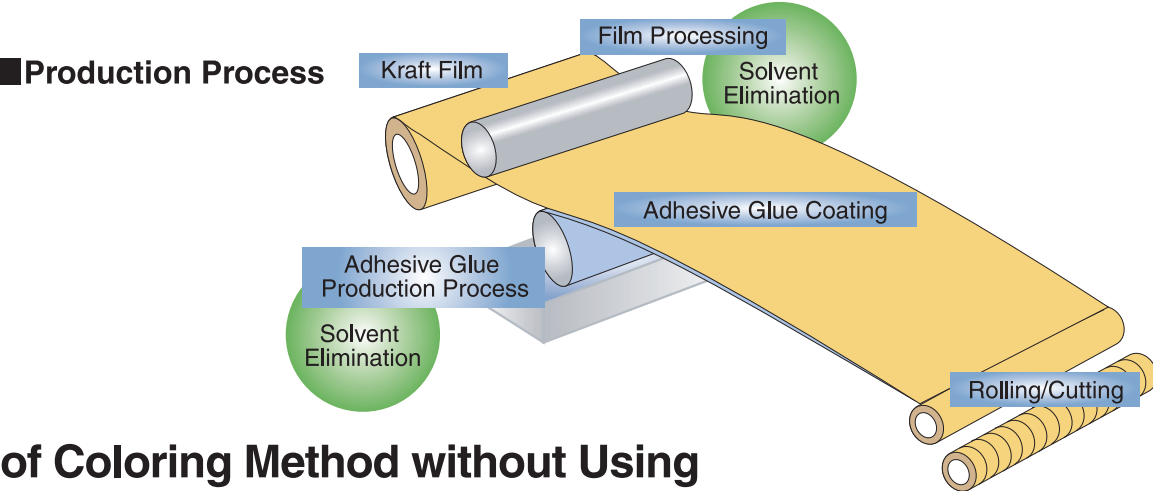 ■Production Process
Kraft Film
Film Processing
Solvent
Elimination
Adhesive Glue Coating
Adhesive Glue
Production Process
Solvent
Elimination
Rolling/Cutting
of Coloring Method without Using